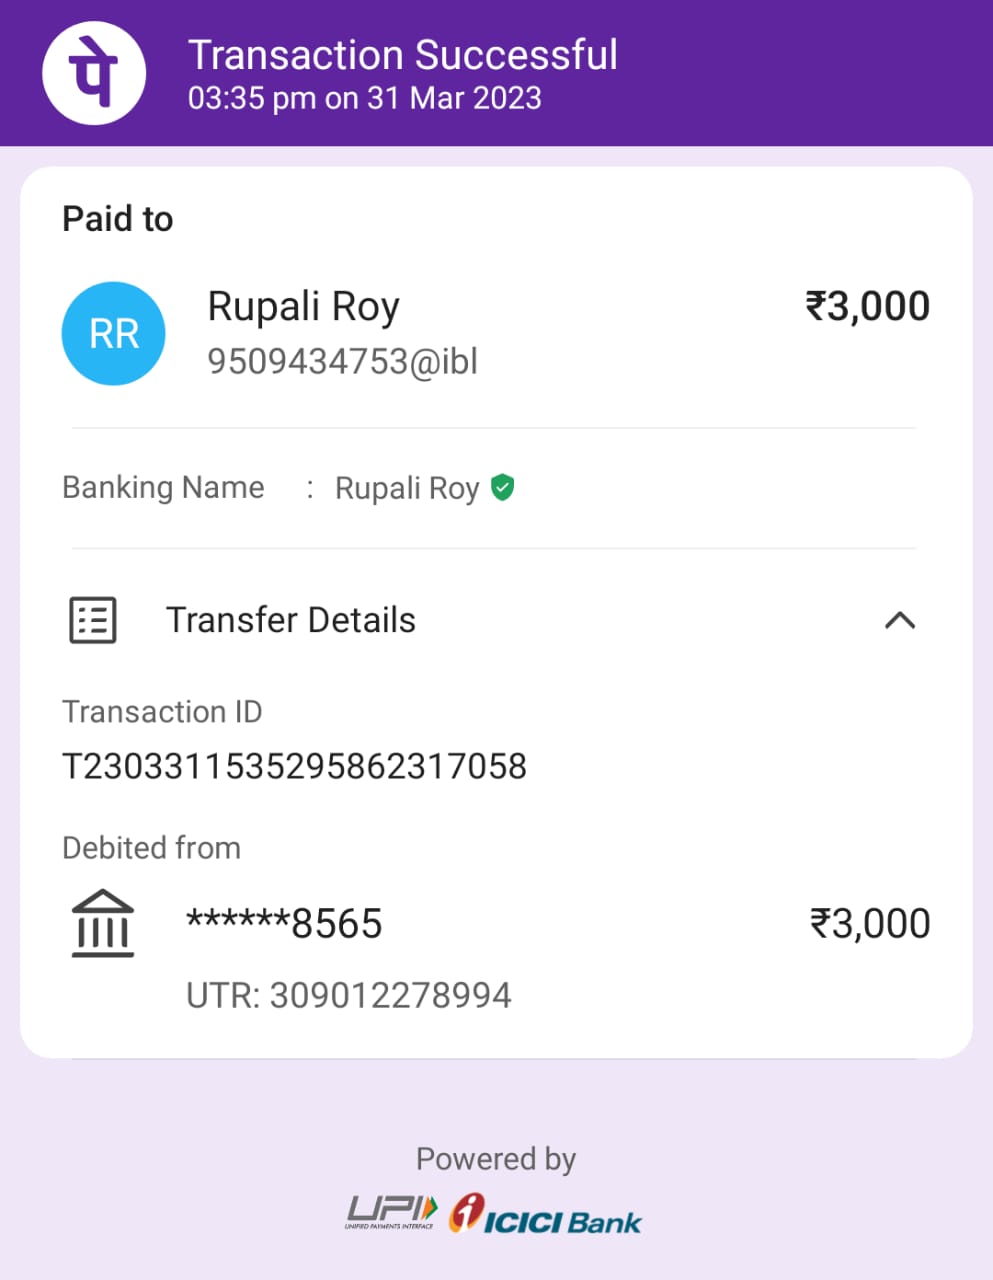 पे
Transaction Successful
03:35 pm on 31 Mar 2023
Paid to
RR
Rupali Roy
₹3,000
9509434753@ibl
Banking Name : Rupali Roy
Transfer Details
Transaction ID
T2303311535295862317058
Debited from
******8565
₹3,000
UTR: 309012278994
Powered by
UPI
UNIFIED PAYMENTS INTERFACE
ICICI Bank